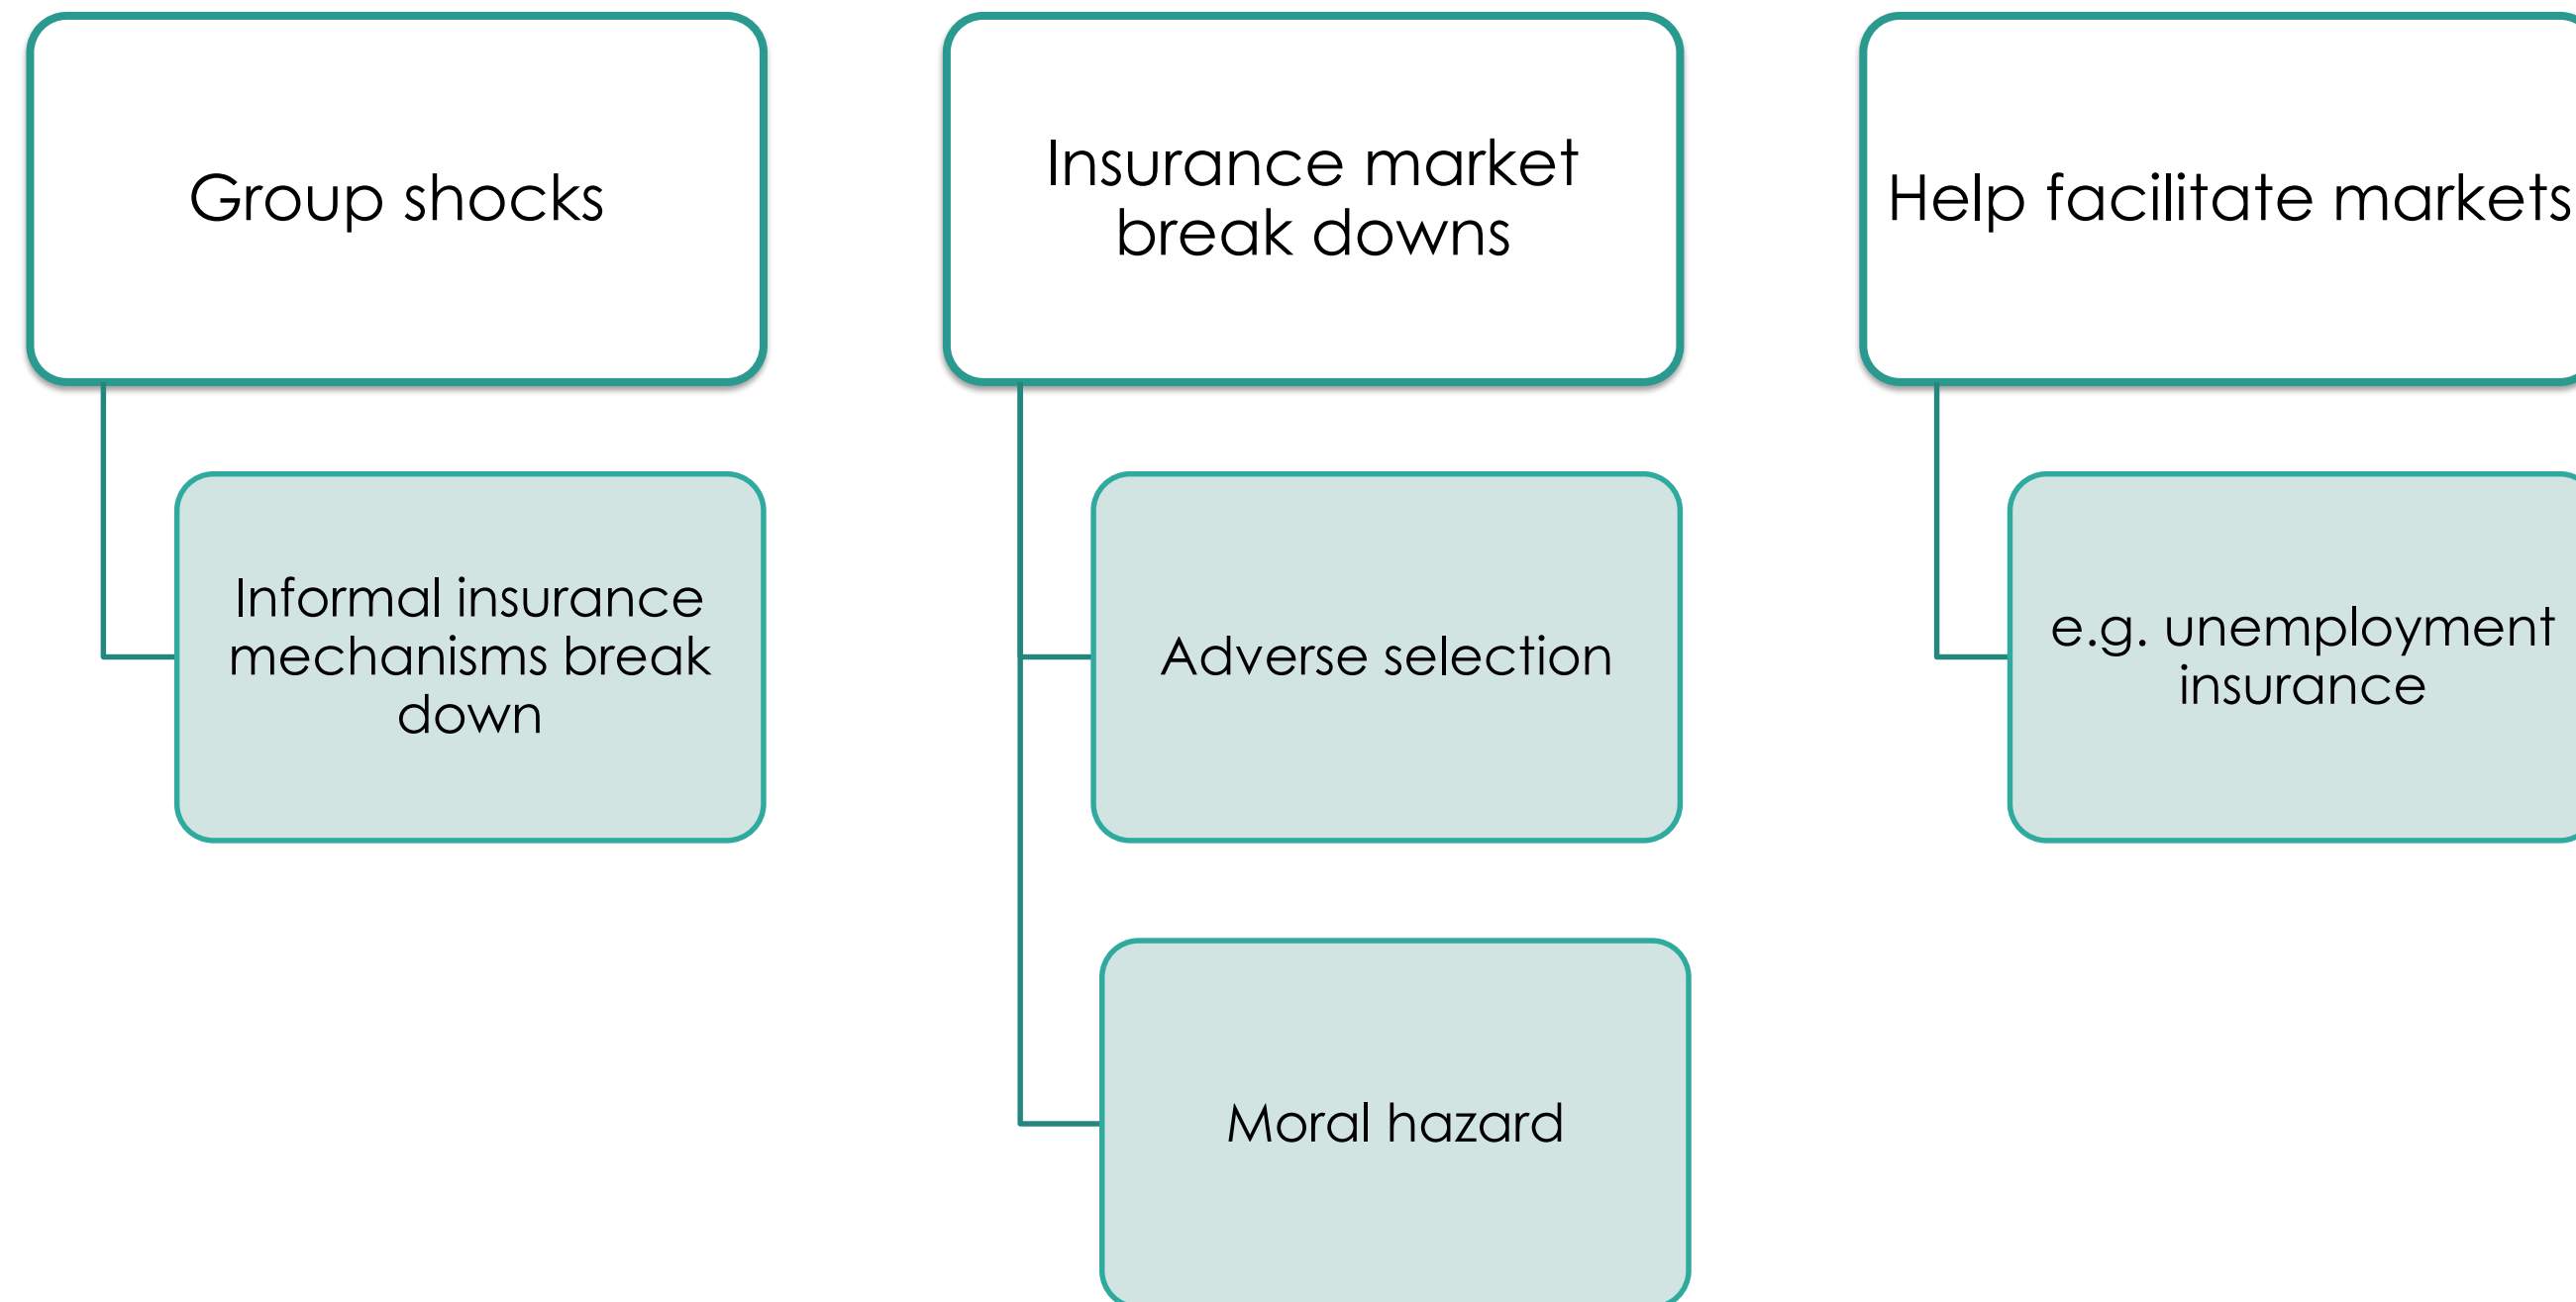 Group shocks
Informal insurance
mechanisms break
down
Insurance market
break downs
Adverse selection
Moral hazard
Help facilitate markets
e.g. unemployment
insurance